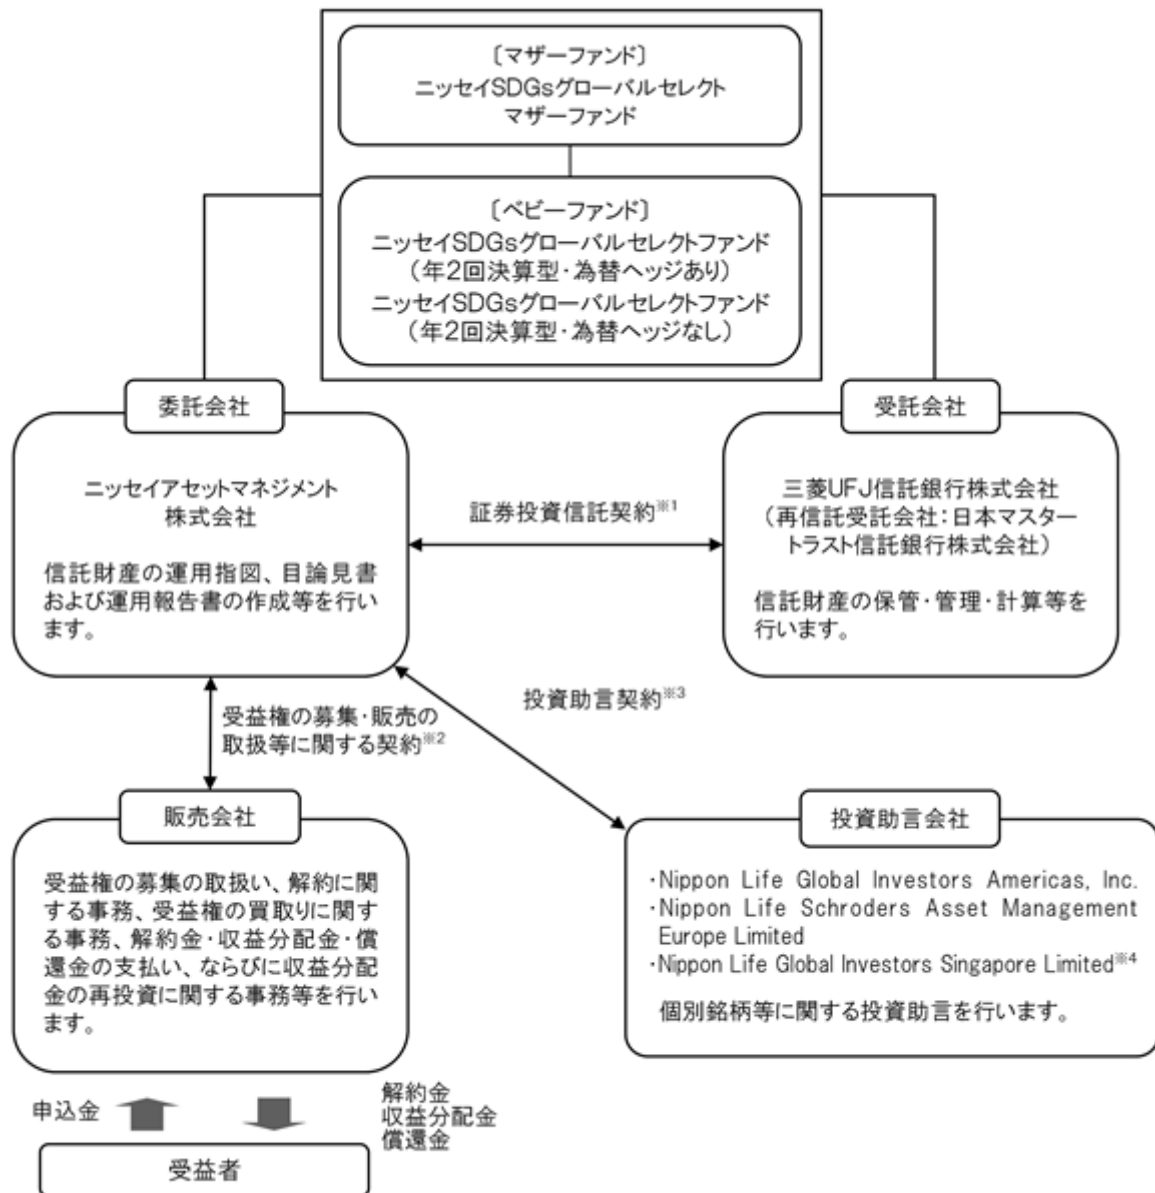 〔マザーファンド〕
ニッセイSDGsグローバルセレクト
マザーファンド
〔ベビーファンド〕
ニッセイSDGsグローバルセレクトファンド
（年2回決算型・為替ヘッジあり）
ニッセイSDGsグローバルセレクトファンド
（年2回決算型・為替ヘッジなし）
委託会社
ニッセイアセットマネジメント
株式会社
信託財産の運用指図、目論見書
および運用報告書の作成等を行い
ます。
証券投資信託契約※1
受託会社
三菱UFJ信託銀行株式会社
（再信託受託会社：日本マスター
トラスト信託銀行株式会社）
信託財産の保管・管理・計算等を
行います。
受益権の募集・販売の
取扱等に関する契約※2
投資助言契約※3
販売会社
受益権の募集の取扱い、解約に関
する事務、受益権の買取りに関す
る事務、解約金・収益分配金・償
還金の支払い、ならびに収益分配
金の再投資に関する事務等を行い
ます。
投資助言会社
・Nippon Life Global Investors Americas, Inc.
・Nippon Life Schroders Asset Management
Europe Limited
・Nippon Life Global Investors Singapore Limited※4
個別銘柄等に関する投資助言を行います。
申込金
解約金
収益分配金
償還金
受益者